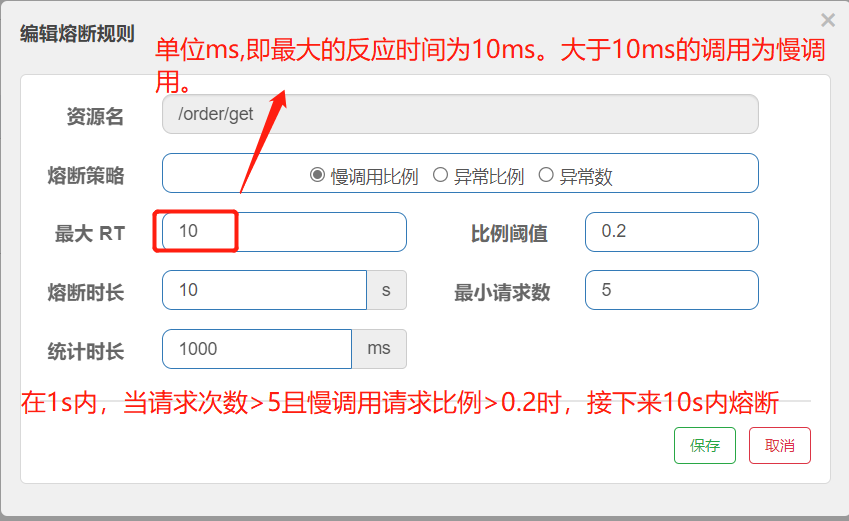 编辑熔断规则
×
单位ms,即最大的反应时间为10ms。大于10ms的调用为慢调
用。
资源名 /order/get
熔断策略 慢调用比例 异常比例 异常数
最大 RT 10 比例阈值 0.2
熔断时长 10 s 最小请求数 5
统计时长 1000 ms
在1s内，当请求次数>5且慢调用请求比例>0.2时，接下来10s内熔断
保存 取消